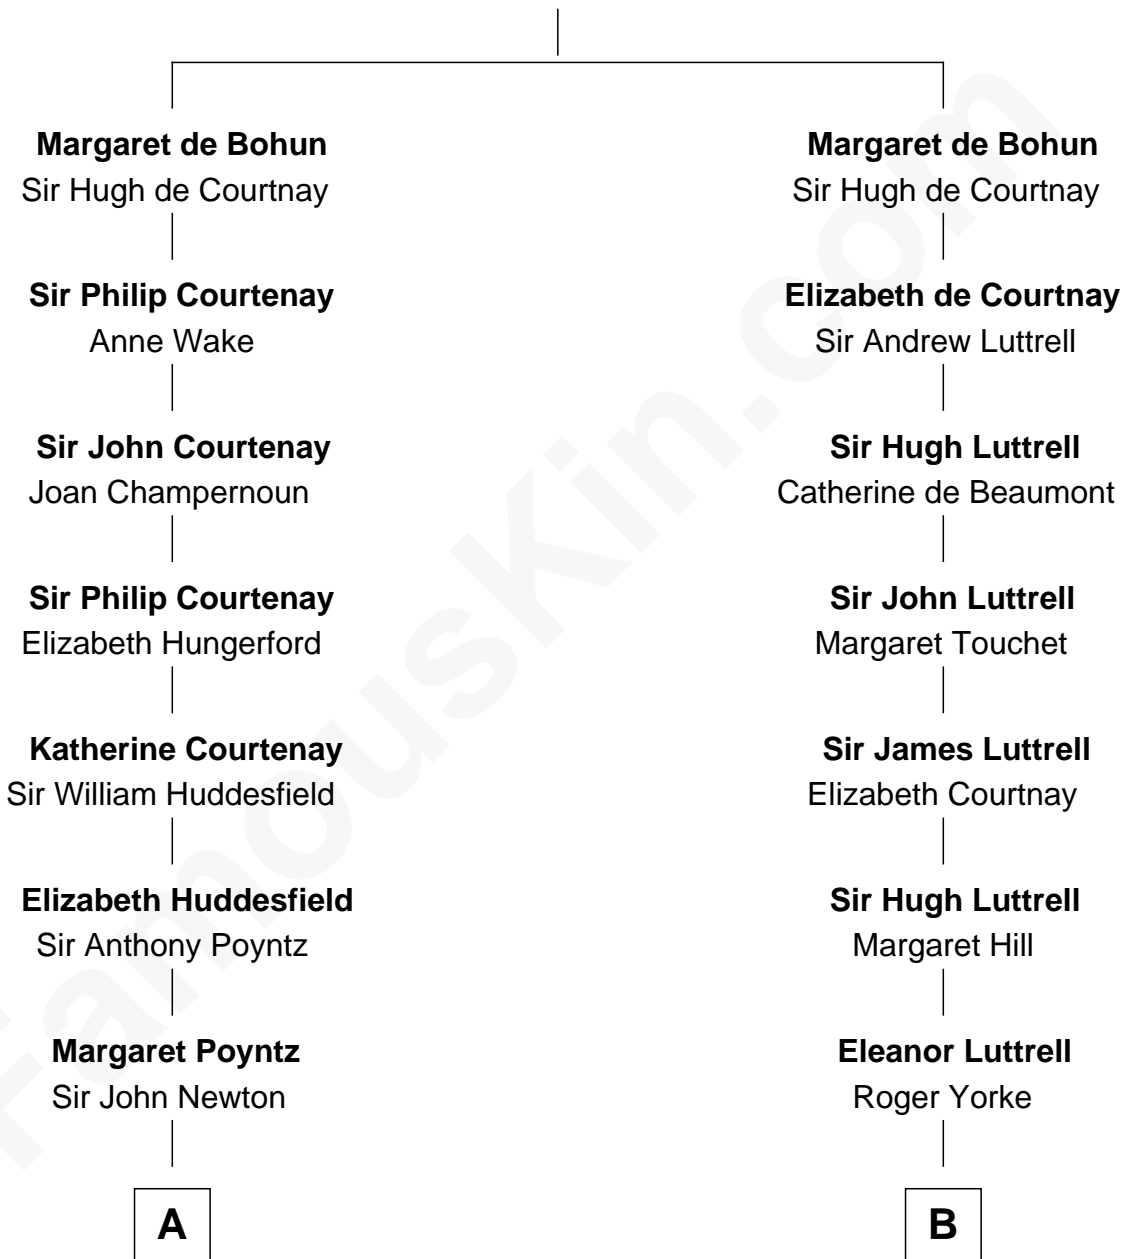 Margaret de Bohun
Sir Hugh de Courtnay
Sir Philip Courtenay
Anne Wake
Sir John Courtenay
Joan Champernoun
Sir Philip Courtenay
Elizabeth Hungerford
Katherine Courtenay
Sir William Huddesfield
Elizabeth Huddesfield
Sir Anthony Poyntz
Margaret Poyntz
Sir John Newton
A
Margaret de Bohun
Sir Hugh de Courtnay
Elizabeth de Courtnay
Sir Andrew Luttrell
Sir Hugh Luttrell
Catherine de Beaumont
Sir John Luttrell
Margaret Touchet
Sir James Luttrell
Elizabeth Courtnay
Sir Hugh Luttrell
Margaret Hill
Eleanor Luttrell
Roger Yorke
B
FamousKin.com